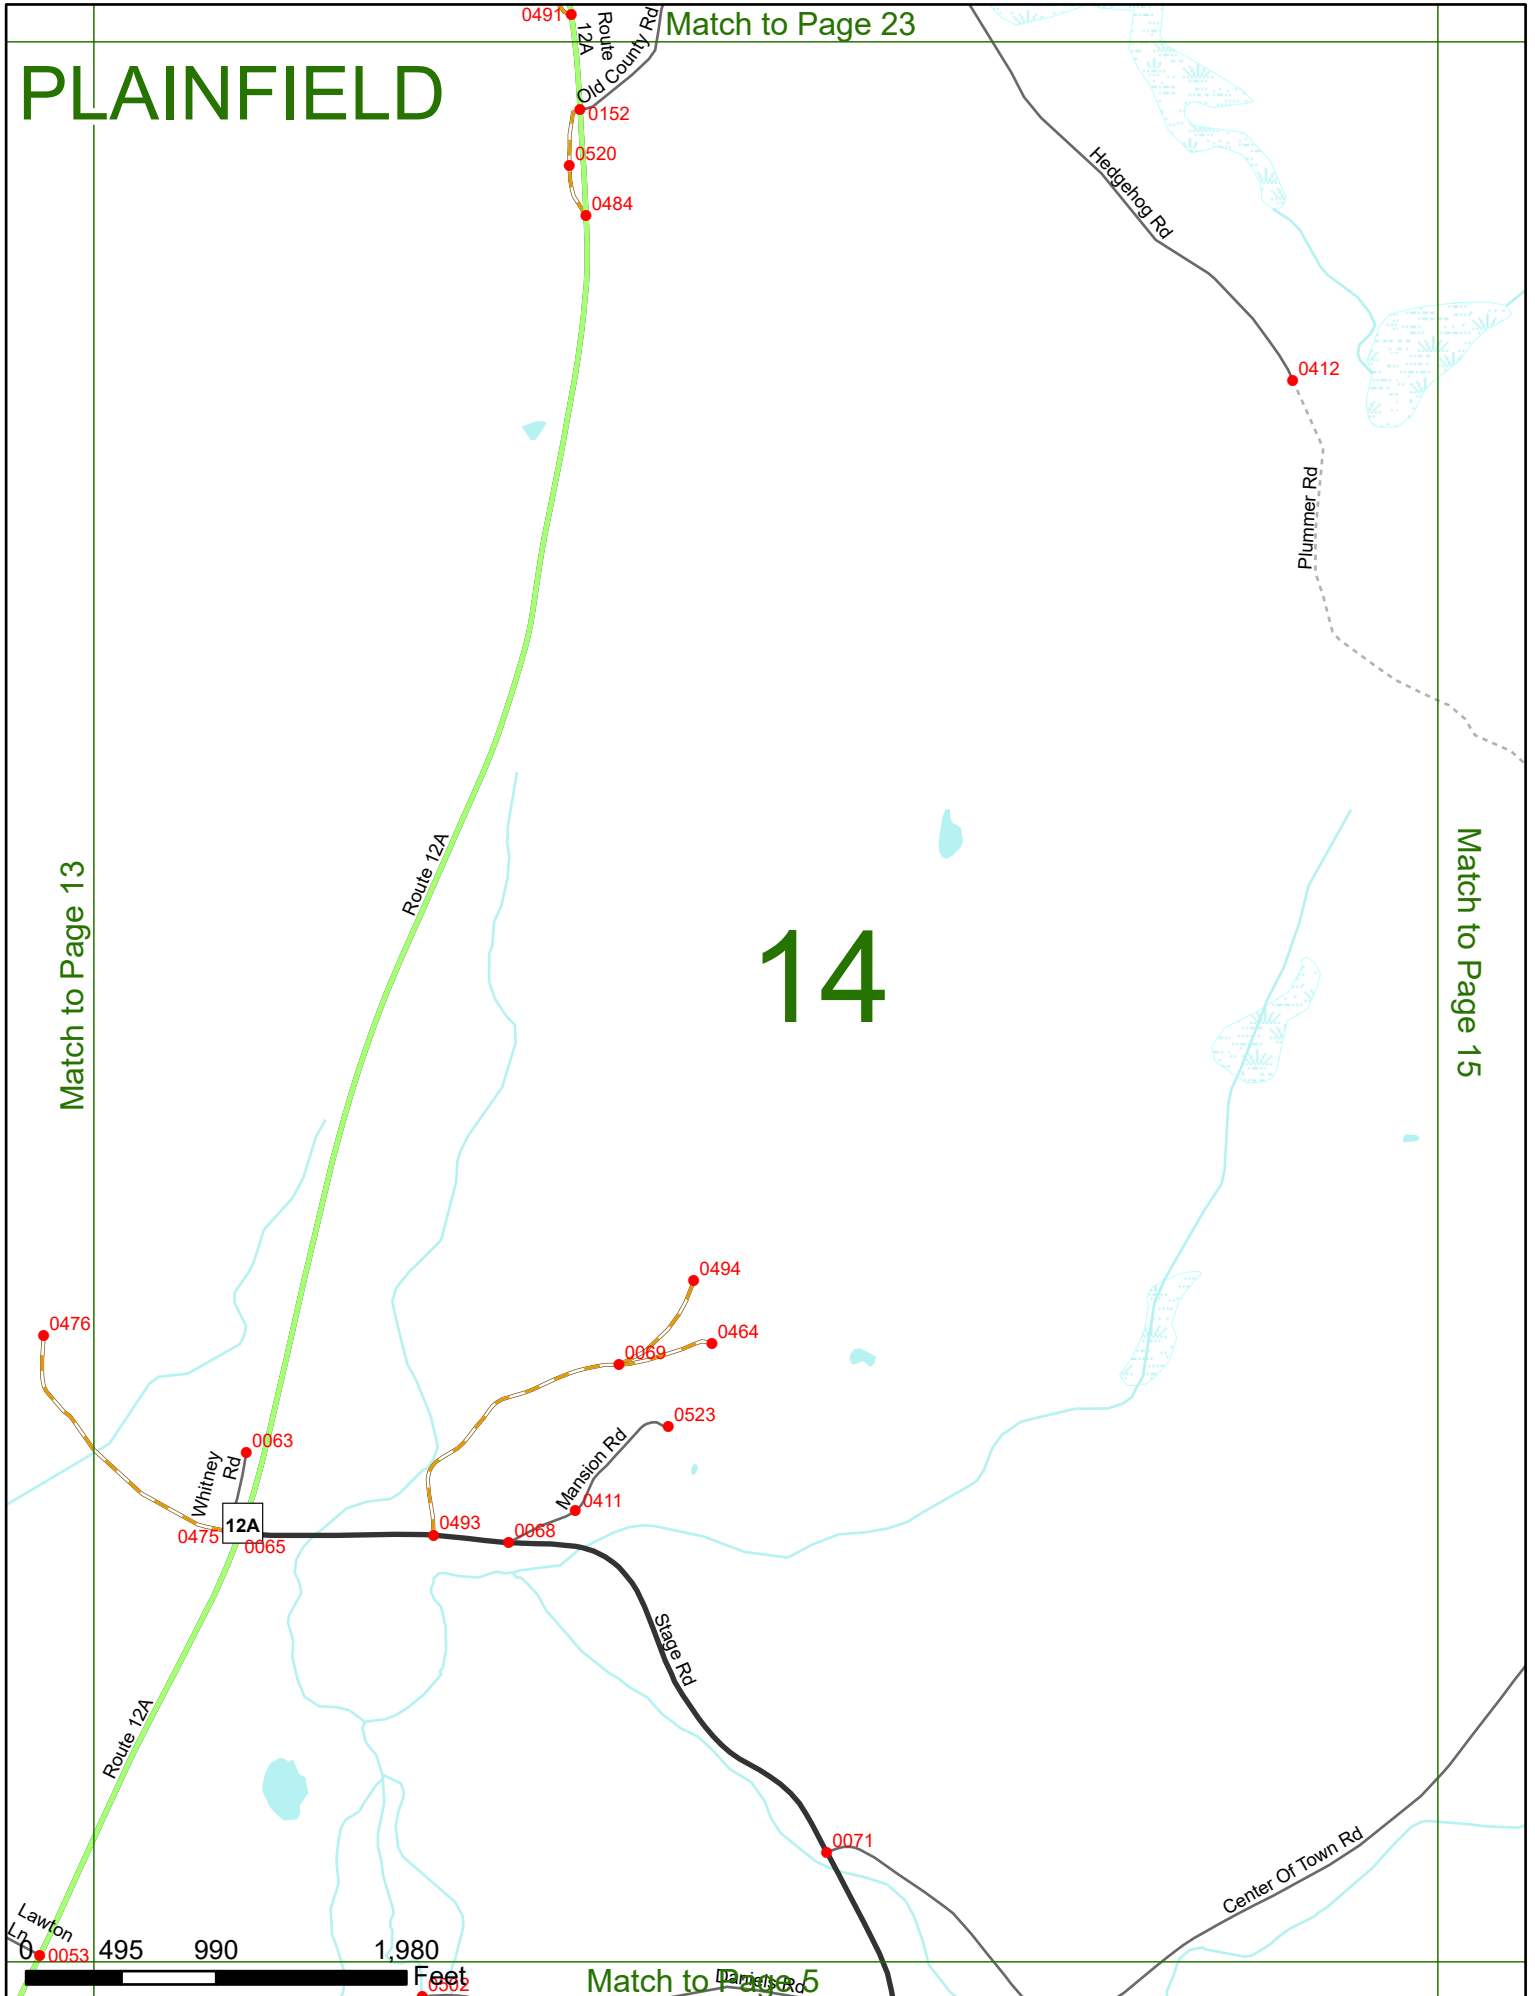 0491
Route
12A
Old County Rd
Match to Page 23
PLAINFIELD
0152
0520
0484
Hedgehog Rd
0412
Plummer Rd
Route 12A
Match to Page 13
14
Match to Page 15
0494
0476
0464
0069
0523
0063
Whitney
Rd
Mansion Rd
0411
12A
0475
0065
0493
0068
Stage Rd
Route 12A
0071
Center Of Town Rd
Lawton
Ln
0053
0 495 990 1,980
Feet
0502
Match to Page 5
Daniels Rd